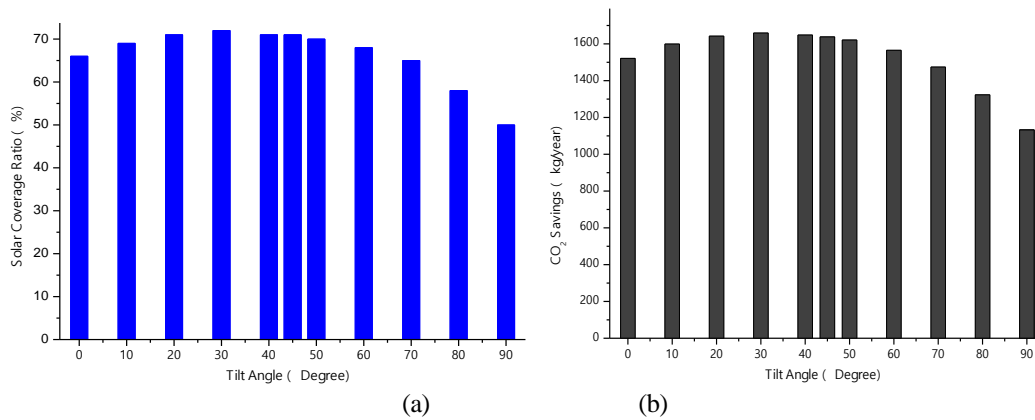 Solar Coverage Ratio ( %)
70
60
50
40
30
20
10
0
0 10 20 30 40 50 60 70 80 90
Tilt Angle ( Degree)
(a)
CO₂ Savings ( kg/year)
1600
1400
1200
1000
800
600
400
200
0
0 10 20 30 40 50 60 70 80 90
Tilt Angle ( Degree)
(b)